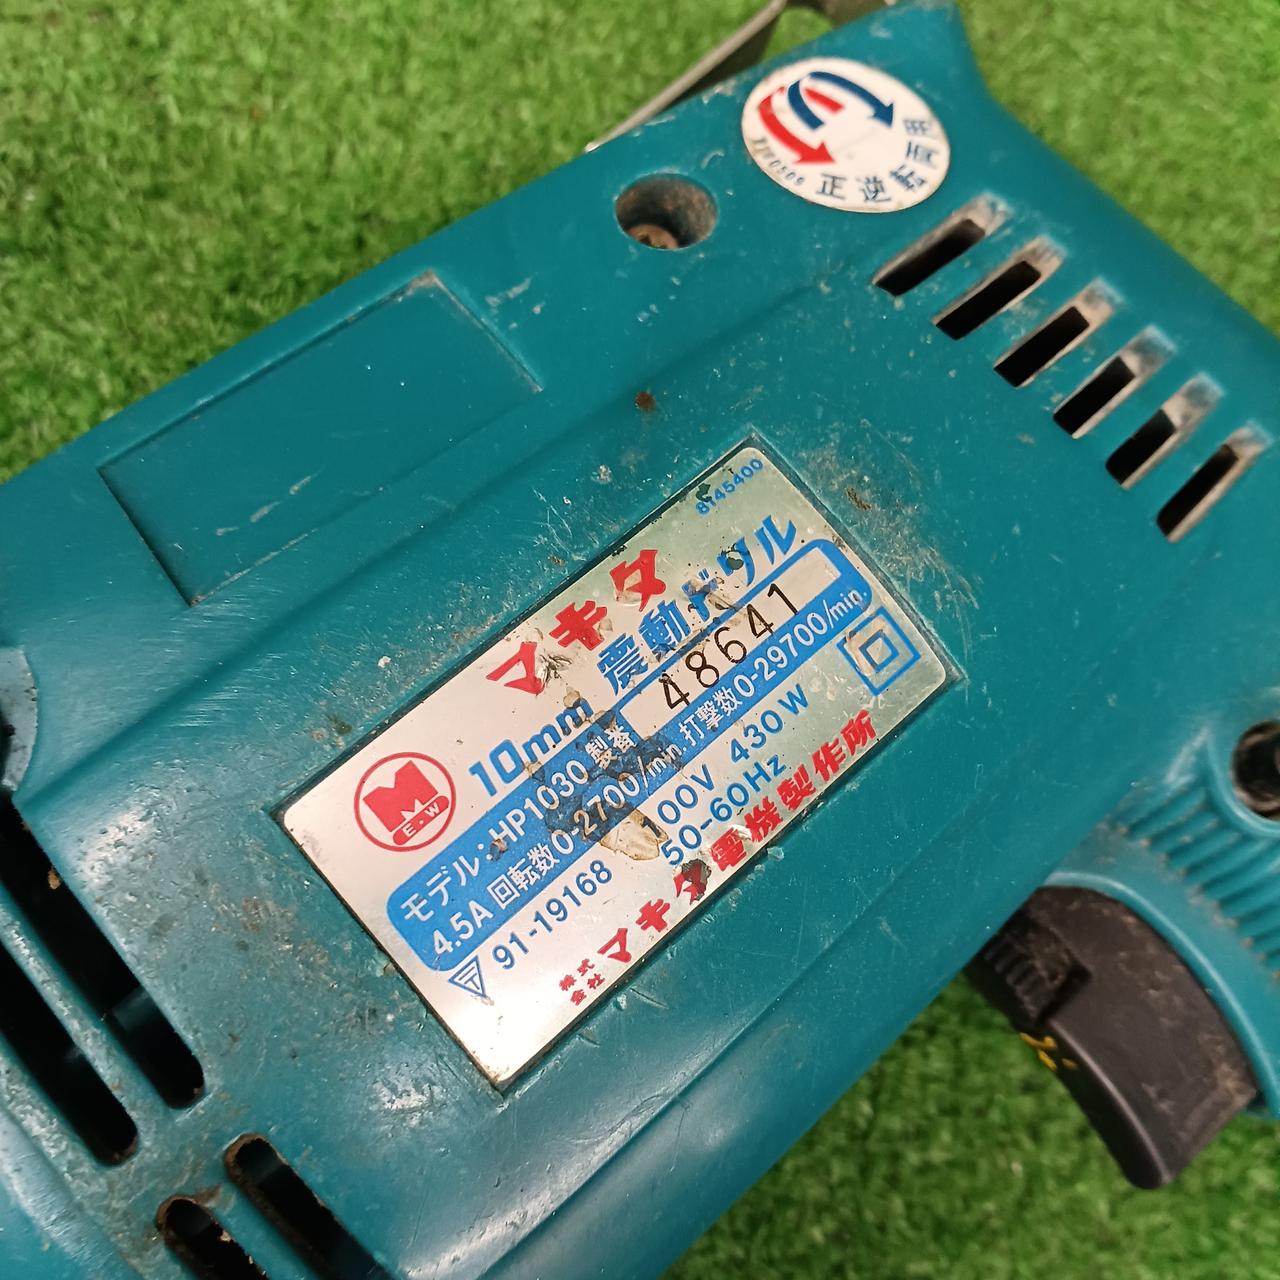 正逆転両用
8145400
マキタ
10mm 震動ドリル
モデル:HP1030 製番 48641
4.5A 回転数0-2700/min. 打撃数0-29700/min.
91-19168 100V 430W
50-60Hz
株式会社 マキタ電機製作所
M
E・W